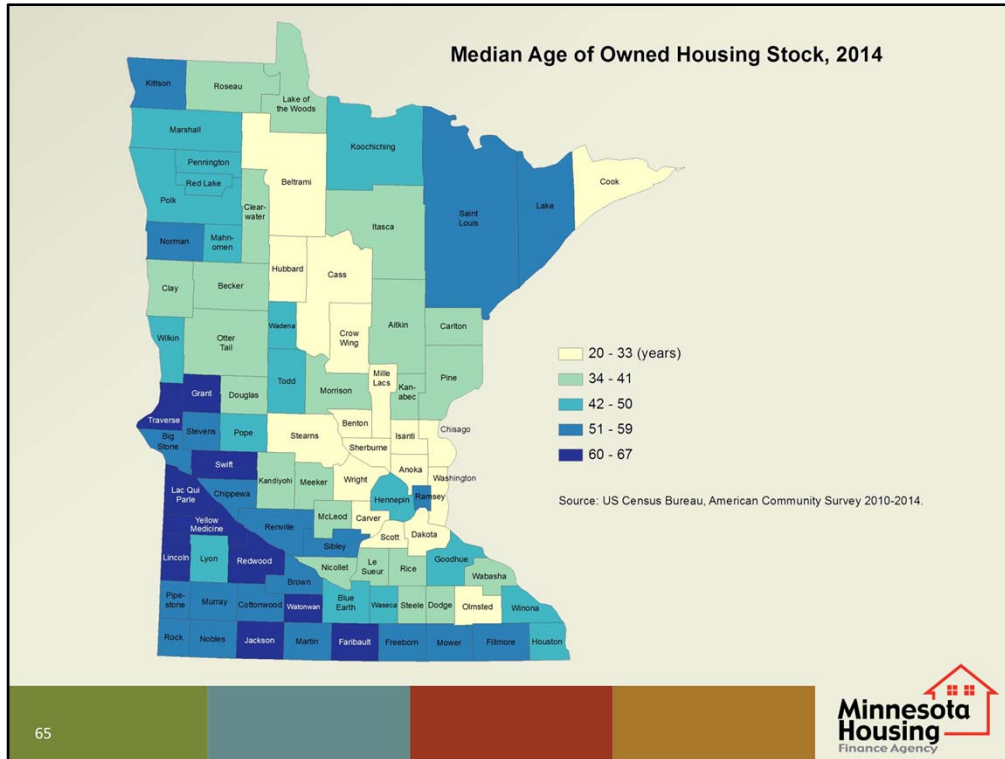 Median Age of Owned Housing Stock, 2014
Kittson
Roseau
Lake of
the Woods
Marshall
Koochiching
Pennington
Red Lake
Polk
Beltrami
Clear-
water
Cook
Saint
Louis
Lake
Itasca
Norman
Mahn-
omen
Hubbard
Cass
Clay
Becker
Wadena
Crow
Wing
Aitkin
Carlton
Wilkin
Otter
Tail
Pine
Mille
Lacs
Todd
Morrison
Kan-
abec
Grant
Douglas
Traverse
Big
Stone
Stevens
Pope
Stearns
Benton
Isanti
Chisago
Sherburne
Anoka
Washington
Swift
Kandiyohi
Meeker
Wright
Hennepin
Ramsey
Lac Qui
Parle
Chippewa
McLeod
Carver
Scott
Dakota
Yellow
Medicine
Renville
Sibley
Lincoln
Lyon
Redwood
Nicollet
Le
Sueur
Rice
Goodhue
Wabasha
Brown
Pipe-
stone
Murray
Cottonwood
Watonwan
Blue
Earth
Waseca
Steele
Dodge
Olmsted
Winona
Rock
Nobles
Jackson
Martin
Faribault
Freeborn
Mower
Fillmore
Houston
20 - 33 (years)
34 - 41
42 - 50
51 - 59
60 - 67
Source: US Census Bureau, American Community Survey 2010-2014.
65
Minnesota
Housing
Finance Agency